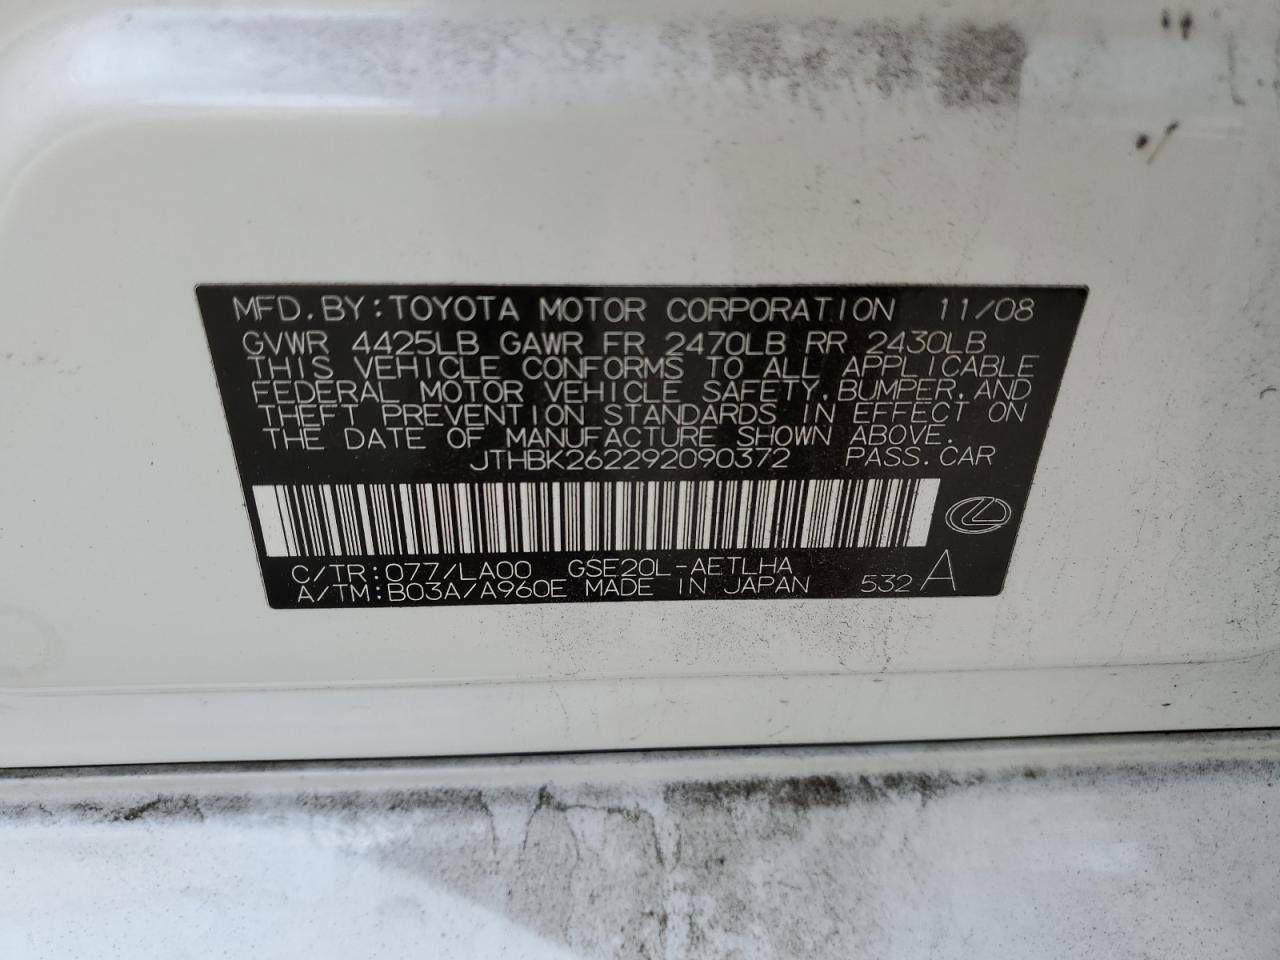 MFD. BY: TOYOTA MOTOR CORPORATION 11/08
GVWR 4425LB GAWR FR 2470LB RR 2430LB
THIS VEHICLE CONFORMS TO ALL APPLICABLE
FEDERAL MOTOR VEHICLE SAFETY, BUMPER, AND
THEFT PREVENTION STANDARDS IN EFFECT ON
THE DATE OF MANUFACTURE SHOWN ABOVE.
JTHBK262292090372 PASS. CAR
C/TR: 077/LA00 GSE20L-AETLHA
A/TM: B03A/A960E MADE IN JAPAN 532 A